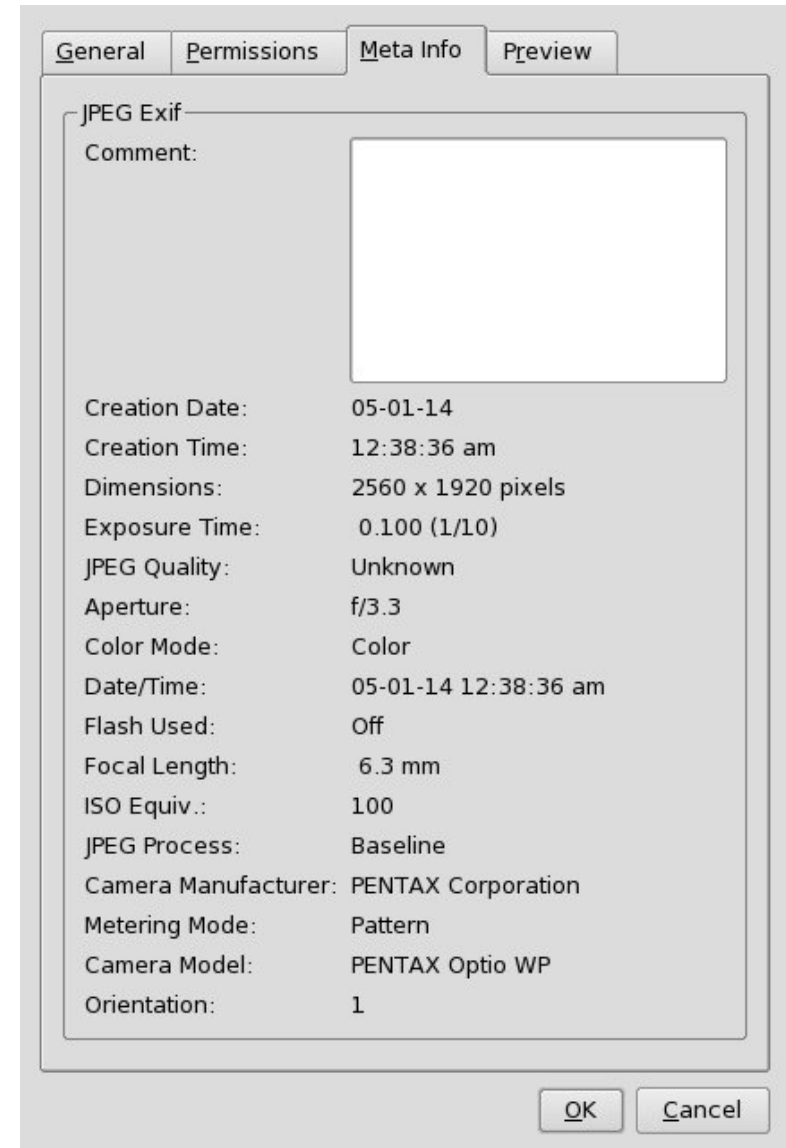 General Permissions Meta Info Preview
JPEG Exif
Comment:
Creation Date: 05-01-14
Creation Time: 12:38:36 am
Dimensions: 2560 x 1920 pixels
Exposure Time: 0.100 (1/10)
JPEG Quality: Unknown
Aperture: f/3.3
Color Mode: Color
Date/Time: 05-01-14 12:38:36 am
Flash Used: Off
Focal Length: 6.3 mm
ISO Equiv.: 100
JPEG Process: Baseline
Camera Manufacturer: PENTAX Corporation
Metering Mode: Pattern
Camera Model: PENTAX Optio WP
Orientation: 1
OK Cancel